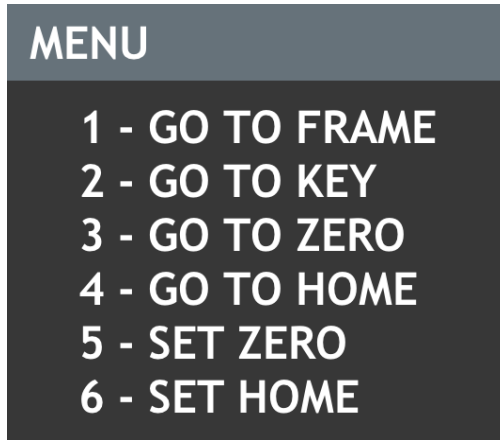 MENU
1 - GO TO FRAME
2 - GO TO KEY
3 - GO TO ZERO
4 - GO TO HOME
5 - SET ZERO
6 - SET HOME